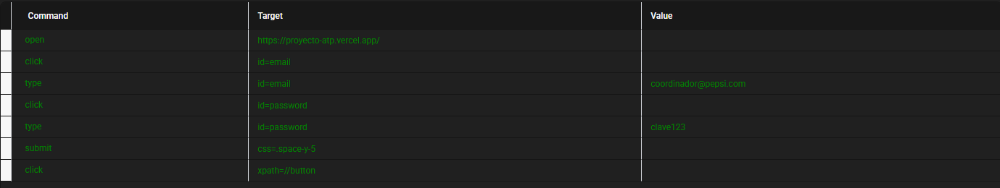 Command Target Value
open https://proyecto-atp.vercel.app/
click id=email
type id=email coordinador@pepsi.com
click id=password
type id=password clave123
submit css=.space-y-5
click xpath=//button